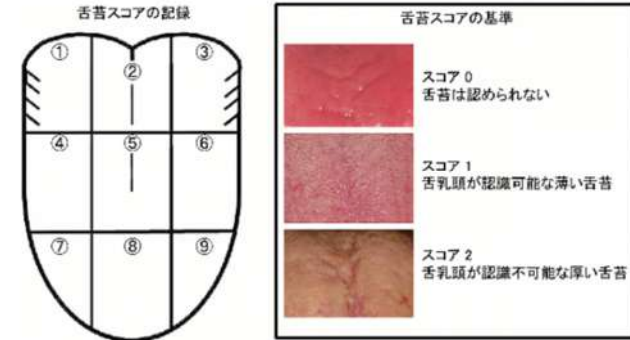 舌苔スコアの記録
① ② ③
④ ⑤ ⑥
⑦ ⑧ ⑨
舌苔スコアの基準
スコア 0
舌苔は認められない
スコア 1
舌乳頭が認識可能な薄い舌苔
スコア 2
舌乳頭が認識不可能な厚い舌苔